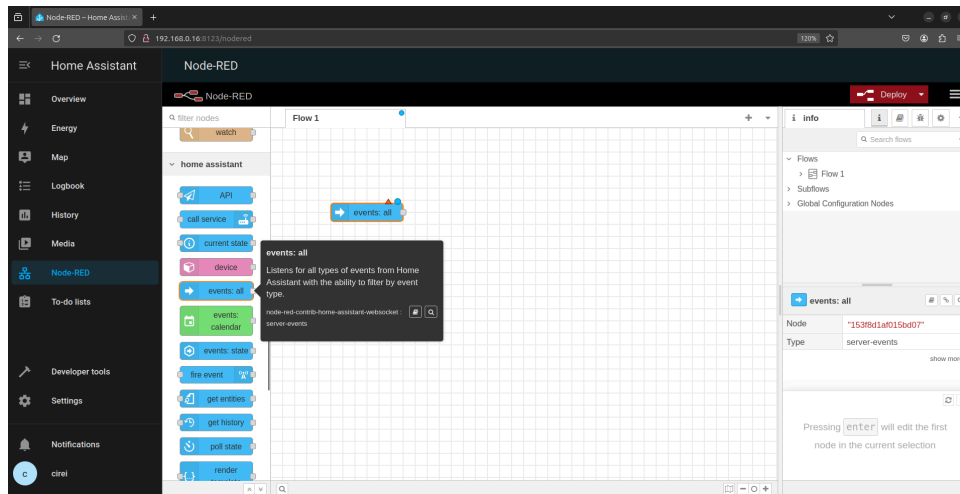 Node-RED – Home Assist
192.168.0.16:8123/nodered
120%
Home Assistant
Node-RED
Overview
Energy
Map
Logbook
History
Media
Node-RED
To-do lists
Developer tools
Settings
Notifications
c
cirei
Node-RED
Deploy
filter nodes
watch
home assistant
API
call service
current state
device
events: all
events:
calendar
events: state
fire event
get entities
get history
poll state
render
Flow 1
events: all
events: all
Listens for all types of events from Home
Assistant with the ability to filter by event
type.
node-red-contrib-home-assistant-websocket :
server-events
i info
i
Search flows
Flows
Flow 1
Subflows
Global Configuration Nodes
events: all
Node
"153f8d1af015bd07"
Type
server-events
show mor
Pressing enter will edit the first
node in the current selection